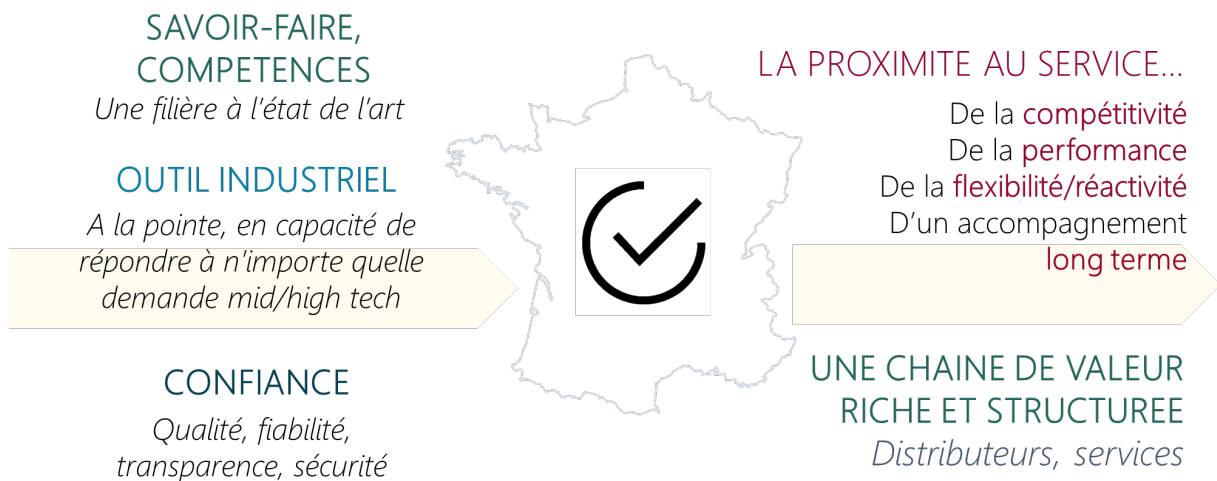 SAVOIR-FAIRE,
COMPETENCES
Une filière à l'état de l'art
OUTIL INDUSTRIEL
A la pointe, en capacité de
répondre à n'importe quelle
demande mid/high tech
CONFIANCE
Qualité, fiabilité,
transparence, sécurité
LA PROXIMITE AU SERVICE...
De la compétitivité
De la performance
De la flexibilité/réactivité
D’un accompagnement
long terme
UNE CHAINE DE VALEUR
RICHE ET STRUCTUREE
Distributeurs, services